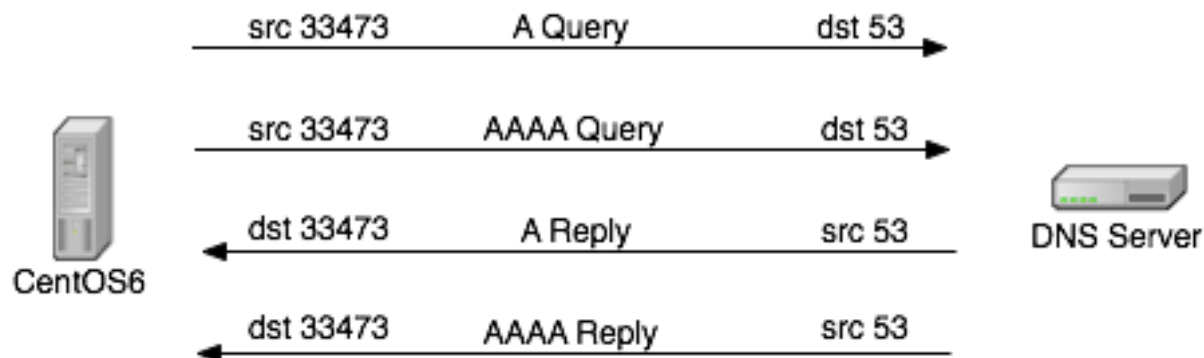 src 33473 A Query dst 53
src 33473 AAAA Query dst 53
dst 33473 A Reply src 53
DNS Server
CentOS6
dst 33473 AAAA Reply src 53